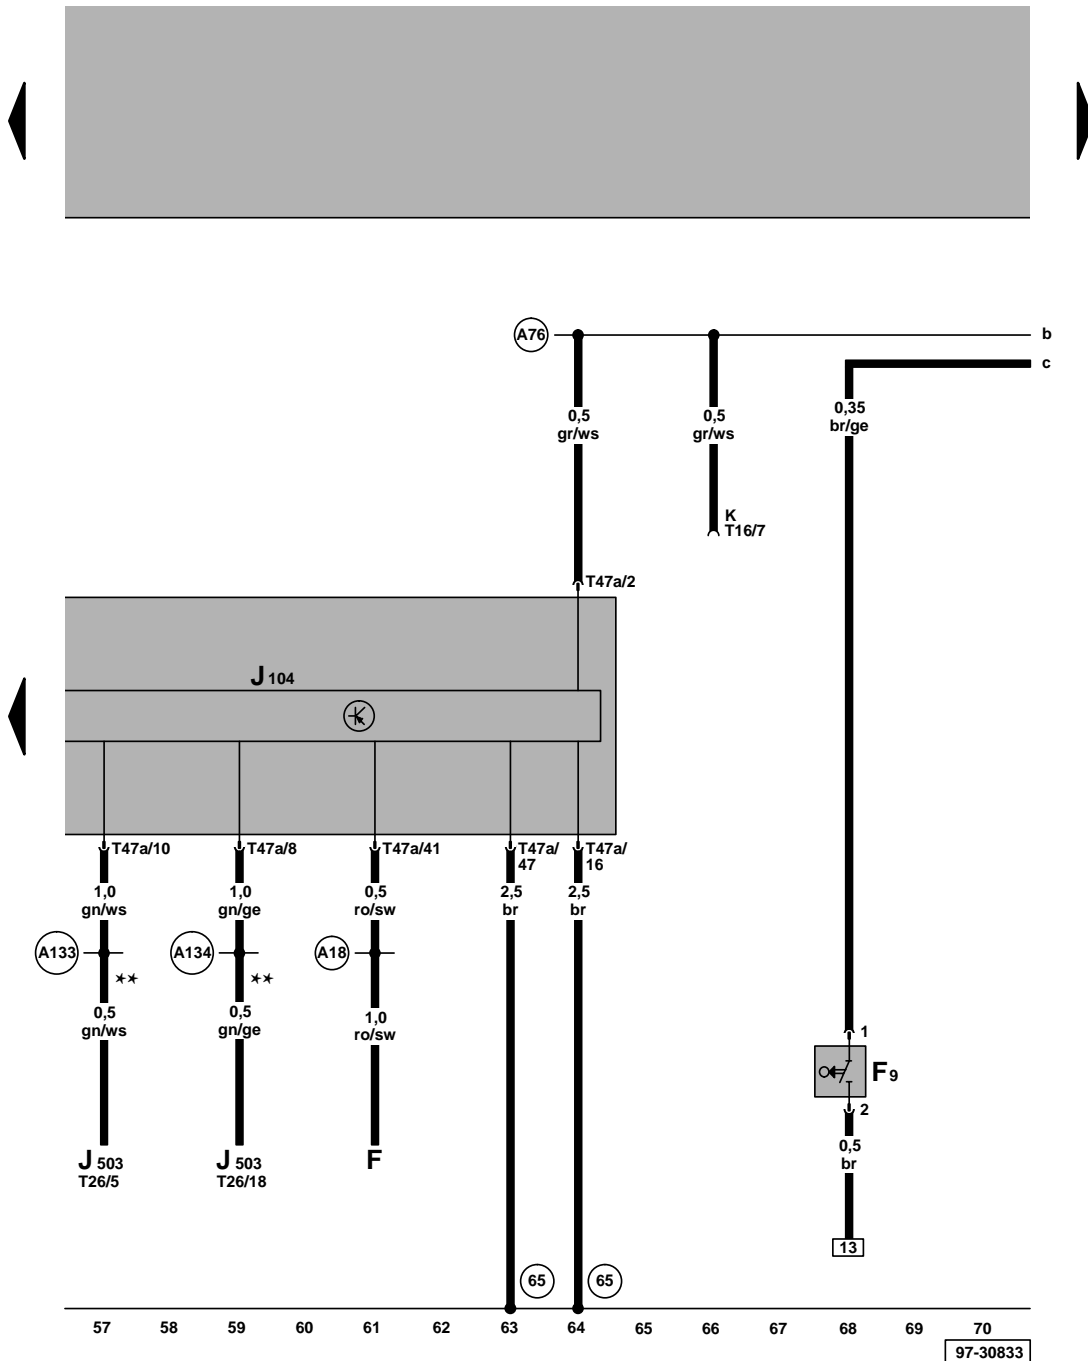 A76
b
c
0,5
gr/ws
0,5
gr/ws
0,35
br/ge
K
T16/7
T47a/2
J 104
T47a/10
T47a/8
T47a/41
T47a/
47
T47a/
16
1,0
gn/ws
1,0
gn/ge
0,5
ro/sw
2,5
br
2,5
br
A133
**
A134
**
A18
0,5
gn/ws
0,5
gn/ge
1,0
ro/sw
1
F9
2
0,5
br
J 503
T26/5
J 503
T26/18
F
13
65
65
57 58 59 60 61 62 63 64 65 66 67 68 69 70
97-30833